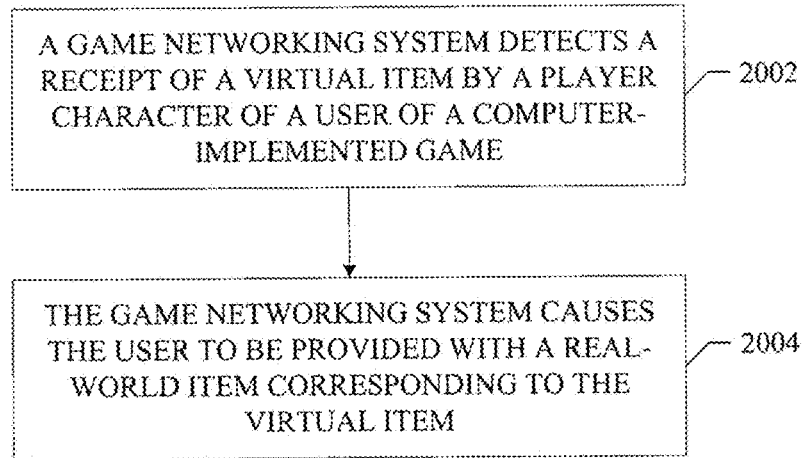 A GAME NETWORKING SYSTEM DETECTS A
RECEIPT OF A VIRTUAL ITEM BY A PLAYER
CHARACTER OF A USER OF A COMPUTER-
IMPLEMENTED GAME
2002
THE GAME NETWORKING SYSTEM CAUSES
THE USER TO BE PROVIDED WITH A REAL-
WORLD ITEM CORRESPONDING TO THE
VIRTUAL ITEM
2004